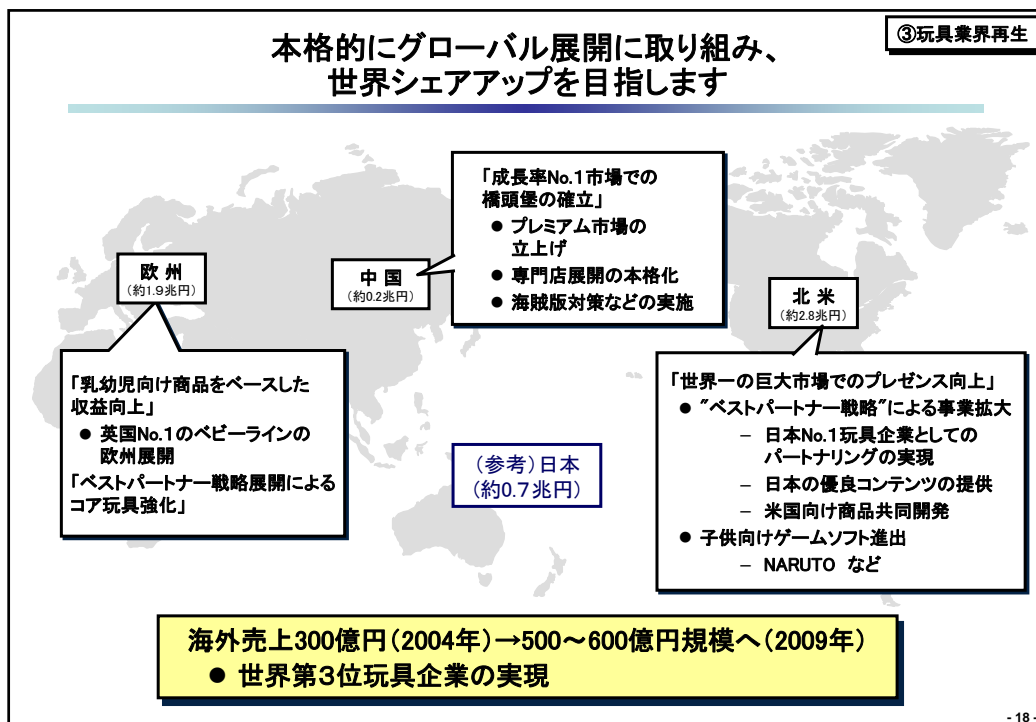 ③玩具業界再生
本格的にグローバル展開に取り組み、
世界シェアアップを目指します
欧 州
(約1.9兆円)
「乳幼児向け商品をベースした
収益向上」
● 英国No.1のベビーラインの
欧州展開
「ベストパートナー戦略展開による
コア玩具強化」
中 国
(約0.2兆円)
「成長率No.1市場での
橋頭堡の確立」
● プレミアム市場の
立上げ
● 専門店展開の本格化
● 海賊版対策などの実施
北 米
(約2.8兆円)
「世界一の巨大市場でのプレゼンス向上」
● ”ベストパートナー戦略”による事業拡大
– 日本No.1玩具企業としての
パートナリングの実現
– 日本の優良コンテンツの提供
– 米国向け商品共同開発
● 子供向けゲームソフト進出
– NARUTO など
(参考)日本
(約0.7兆円)
海外売上300億円(2004年)→500～600億円規模へ(2009年)
● 世界第3位玩具企業の実現
- 18 -